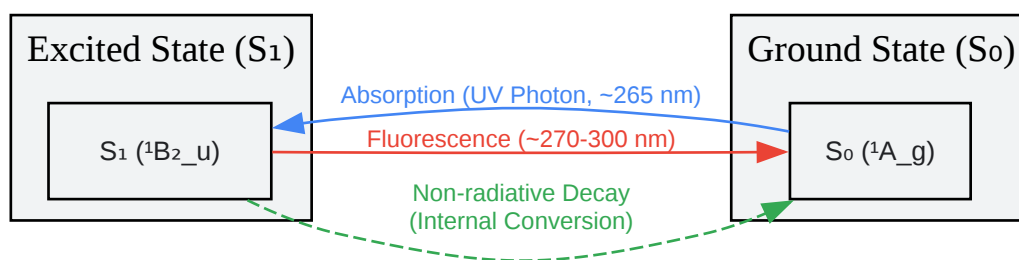 Excited State (S₁)
Ground State (S₀)
Absorption (UV Photon, ~265 nm)
Fluorescence (~270-300 nm)
S₁ (¹B₂_u)
S₀ (¹A_g)
Non-radiative Decay
(Internal Conversion)